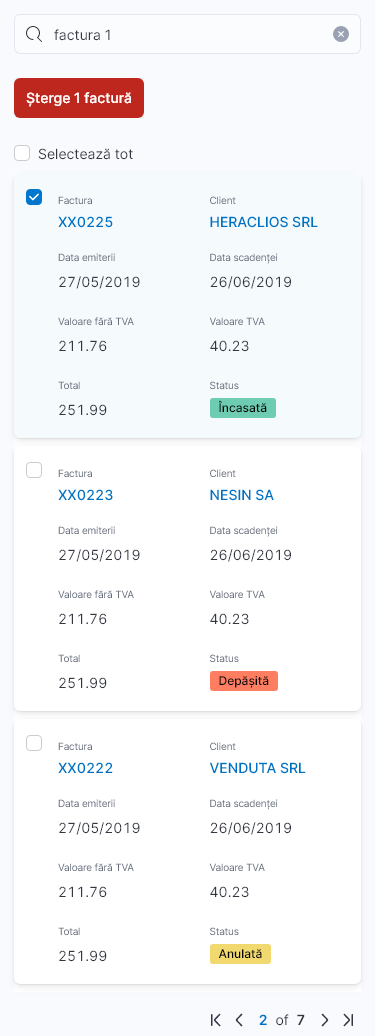 factura 1
Șterge 1 factură
Selectează tot
Factura Client
XX0225 HERACLIOS SRL
Data emiterii Data scadenței
27/05/2019 26/06/2019
Valoare fără TVA Valoare TVA
211.76 40.23
Total Status
251.99 Încasată
Factura Client
XX0223 NESIN SA
Data emiterii Data scadenței
27/05/2019 26/06/2019
Valoare fără TVA Valoare TVA
211.76 40.23
Total Status
251.99 Depășită
Factura Client
XX0222 VENDUTA SRL
Data emiterii Data scadenței
27/05/2019 26/06/2019
Valoare fără TVA Valoare TVA
211.76 40.23
Total Status
251.99 Anulată
2 of 7